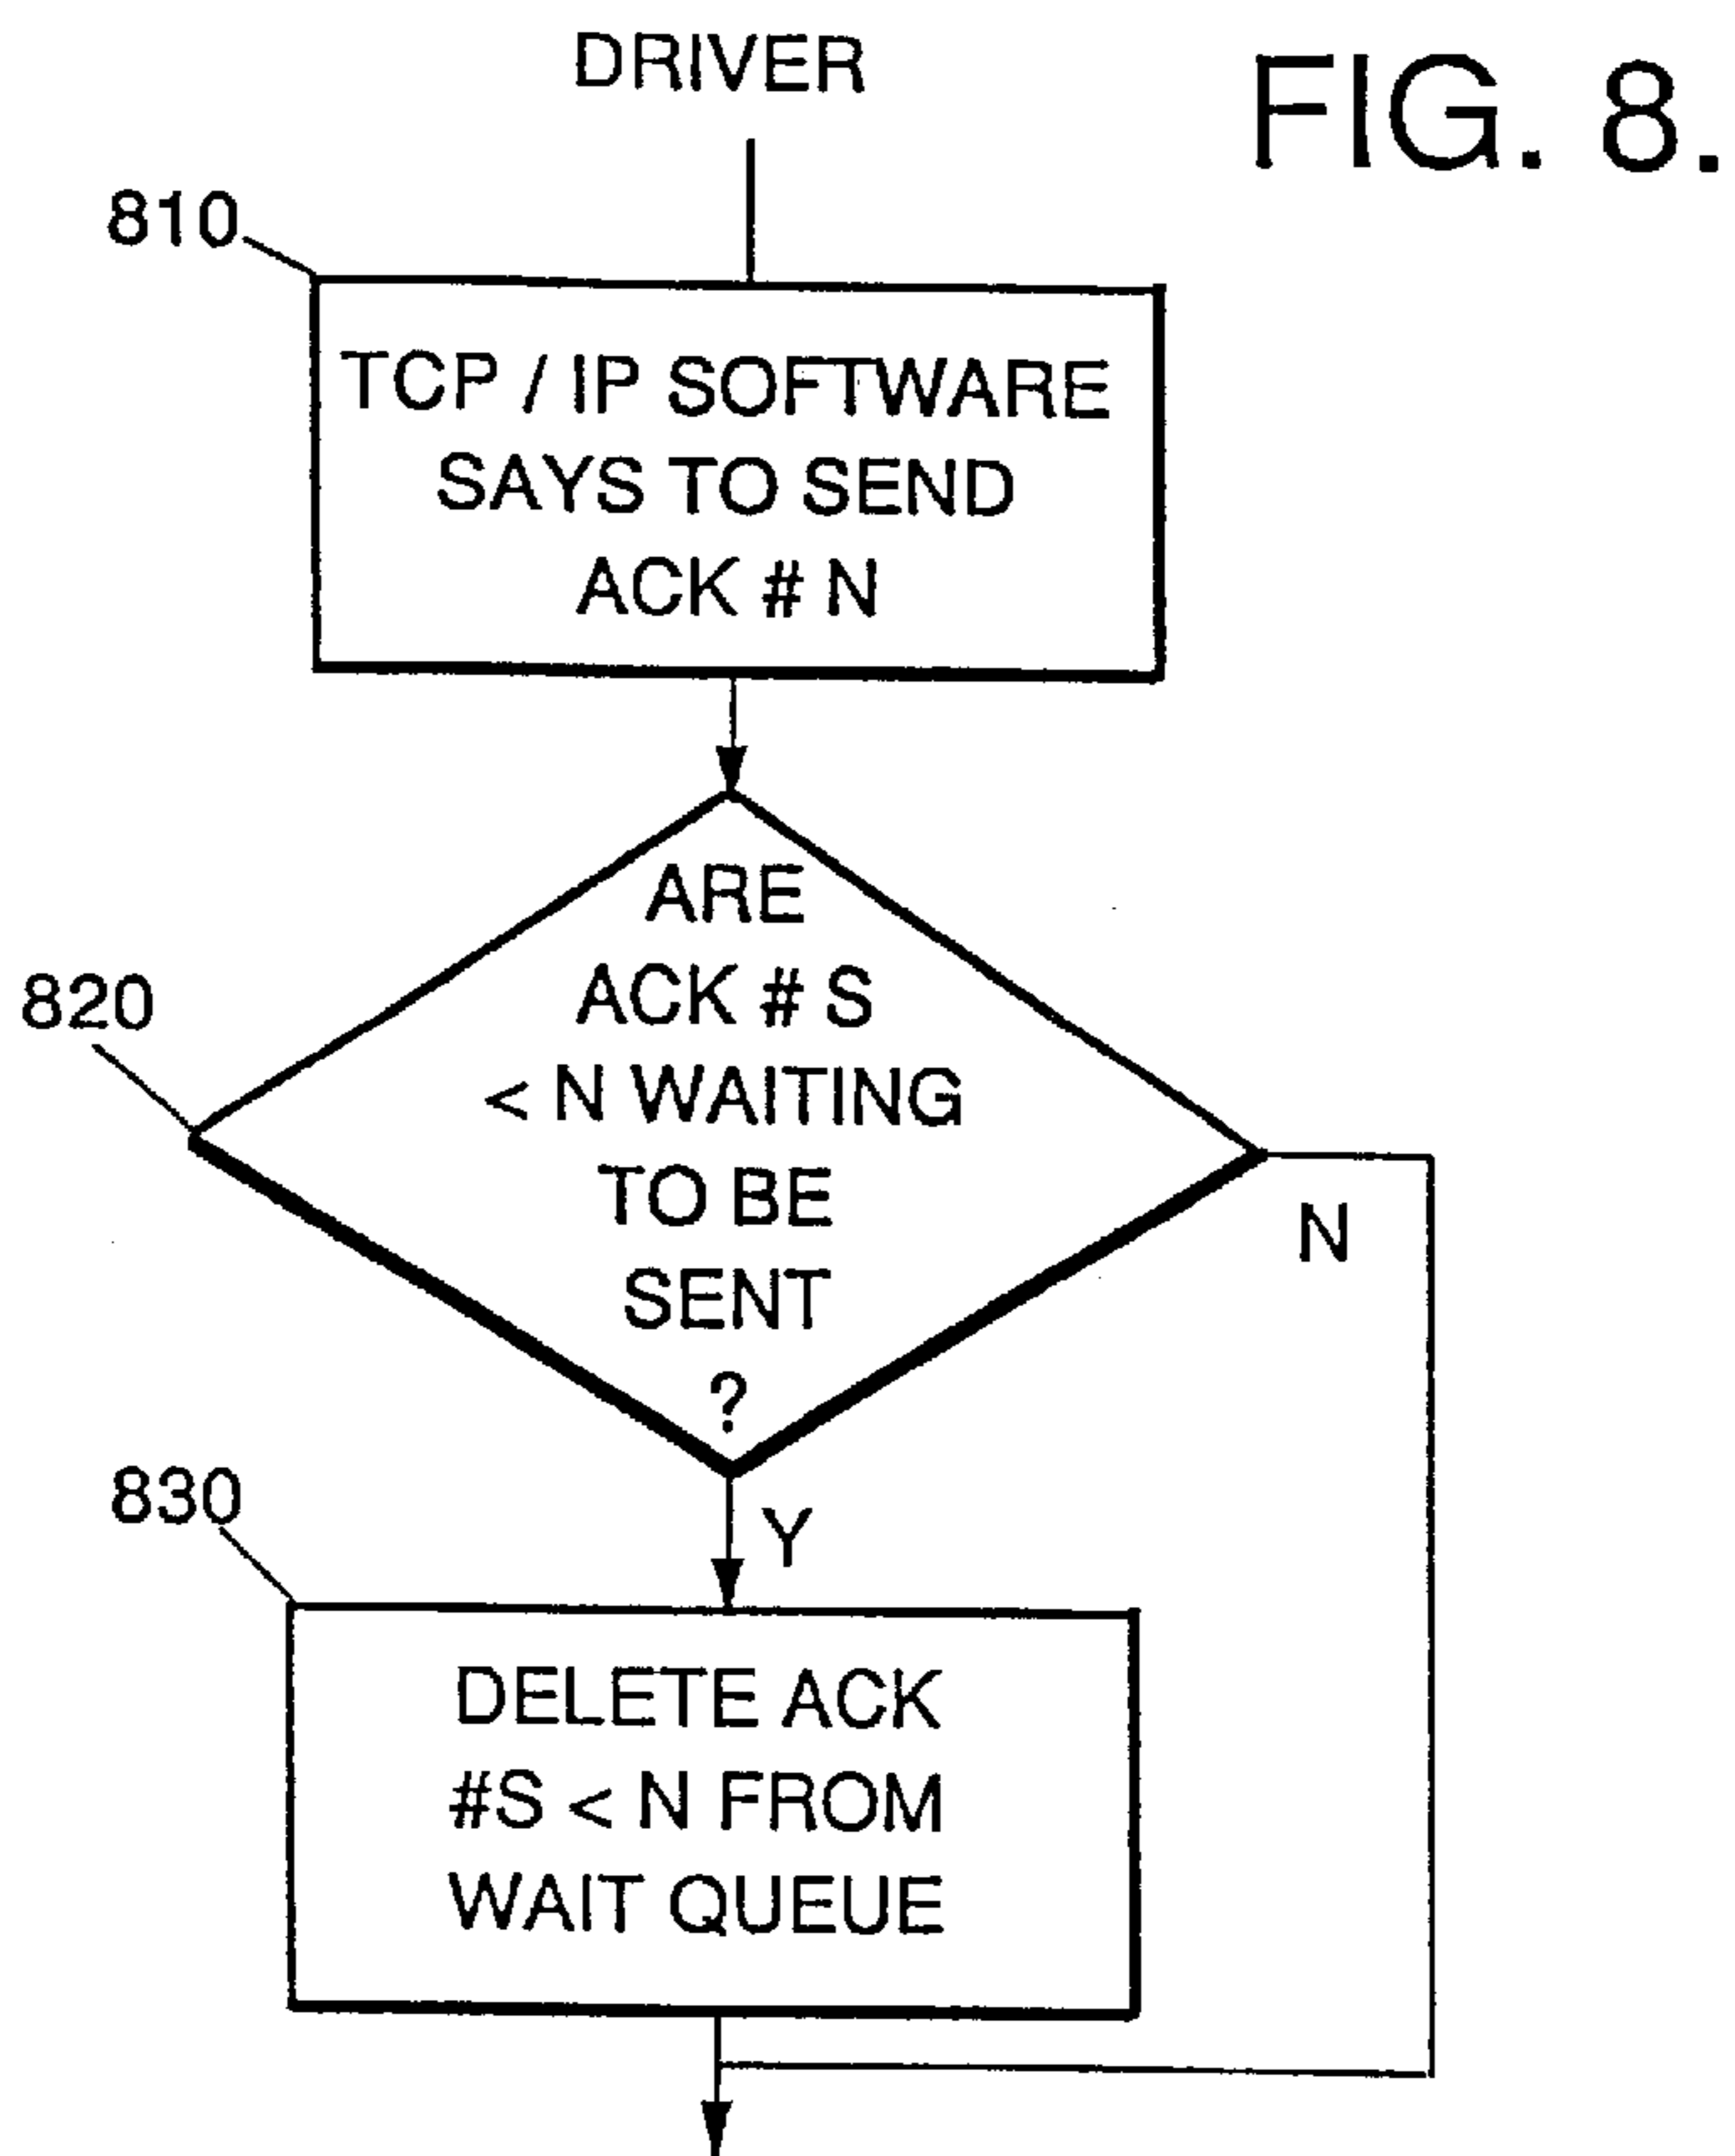 DRIVER
FIG. 8.
810
TCP / IP SOFTWARE
SAYS TO SEND
ACK # N
820
ARE
ACK # S
< N WAITING
TO BE
SENT
?
N
Y
830
DELETE ACK
#S < N FROM
WAIT QUEUE